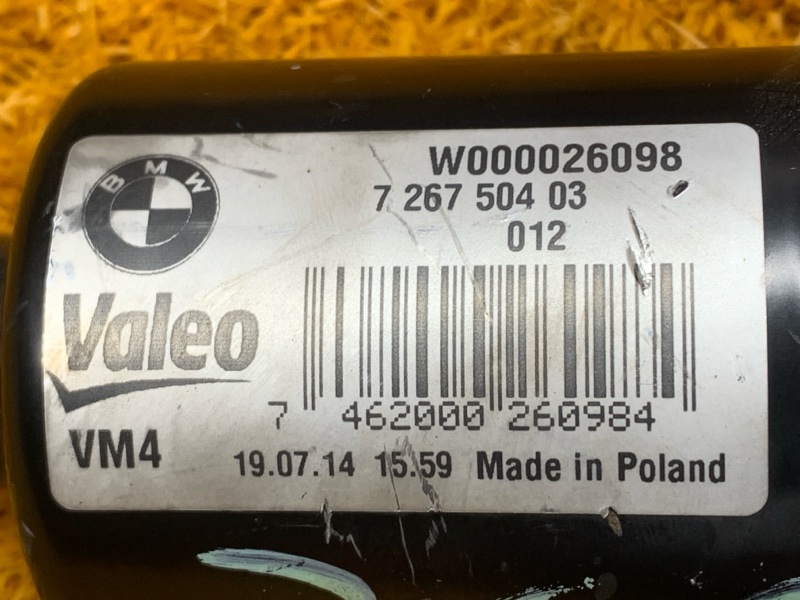 W000026098
BMW
7 267 504 03
012
Valeo
7 462000 260984
VM4
19.07.14 15.59 Made in Poland